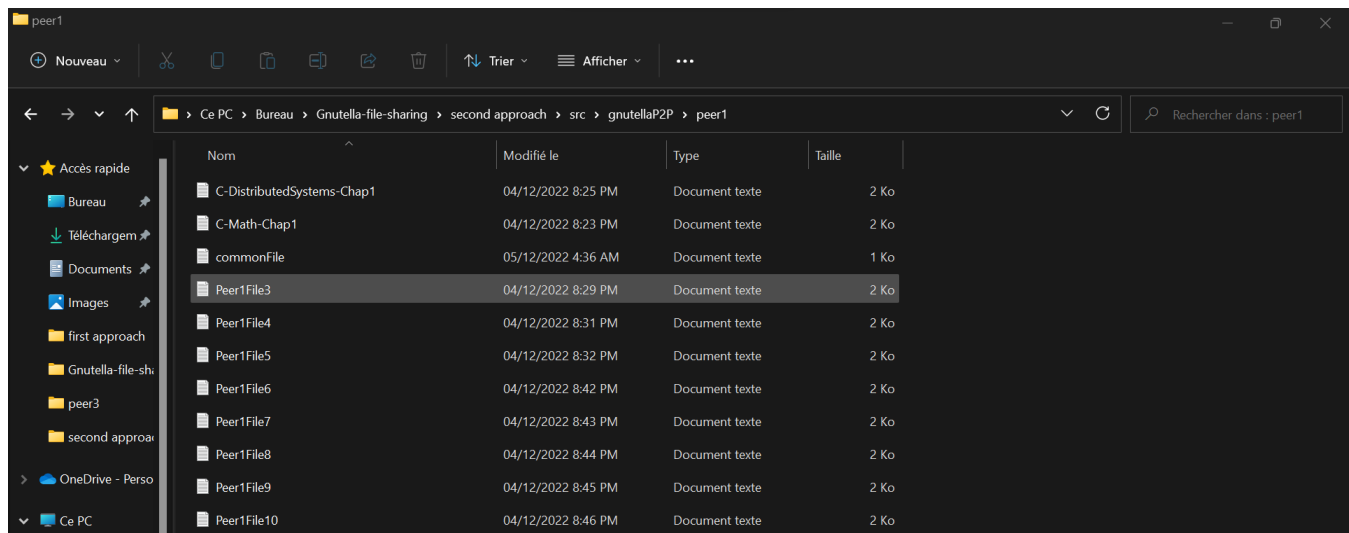 peer1
Nouveau
Trier
Afficher
Ce PC > Bureau > Gnutella-file-sharing > second approach > src > gnutellaP2P > peer1
Rechercher dans : peer1
Accès rapide
Bureau
Téléchargem
Documents
Images
first approach
Gnutella-file-sha
peer3
second approac
OneDrive - Perso
Ce PC
Nom Modifié le Type Taille
C-DistributedSystems-Chap1 04/12/2022 8:25 PM Document texte 2 Ko
C-Math-Chap1 04/12/2022 8:23 PM Document texte 2 Ko
commonFile 05/12/2022 4:36 AM Document texte 1 Ko
Peer1File3 04/12/2022 8:29 PM Document texte 2 Ko
Peer1File4 04/12/2022 8:31 PM Document texte 2 Ko
Peer1File5 04/12/2022 8:32 PM Document texte 2 Ko
Peer1File6 04/12/2022 8:42 PM Document texte 2 Ko
Peer1File7 04/12/2022 8:43 PM Document texte 2 Ko
Peer1File8 04/12/2022 8:44 PM Document texte 2 Ko
Peer1File9 04/12/2022 8:45 PM Document texte 2 Ko
Peer1File10 04/12/2022 8:46 PM Document texte 2 Ko